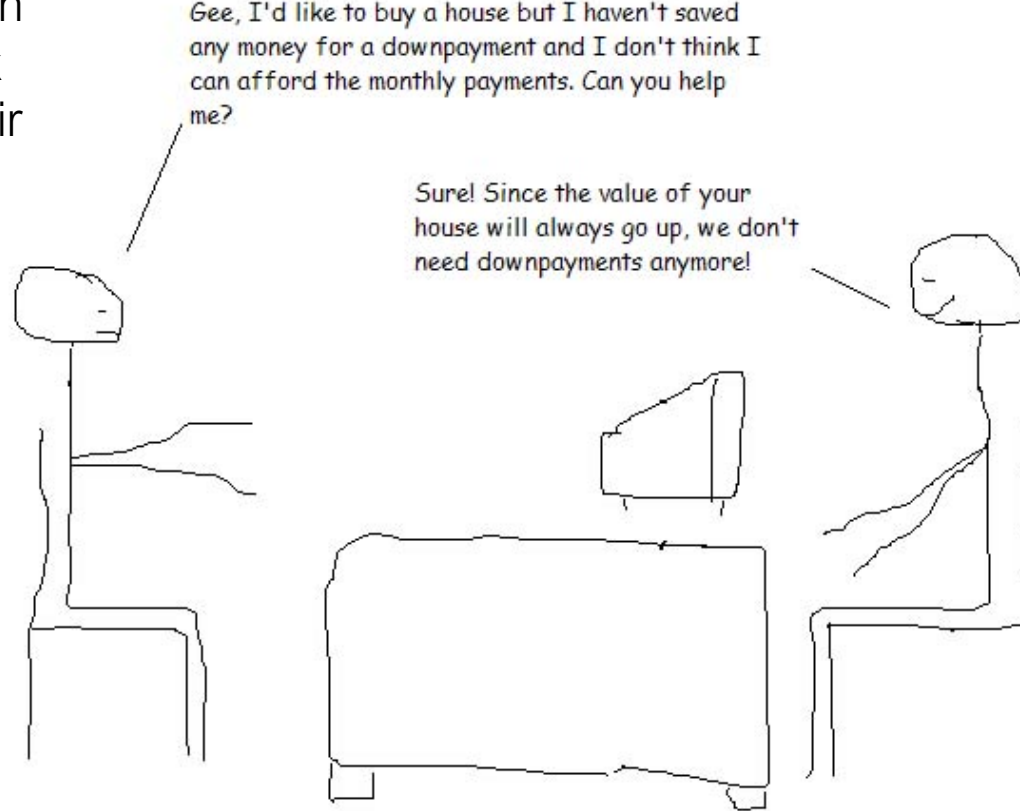 Gee, I'd like to buy a house but I haven't saved
any money for a downpayment and I don't think I
can afford the monthly payments. Can you help
me?
ir
Sure! Since the value of your
house will always go up, we don't
need downpayments anymore!